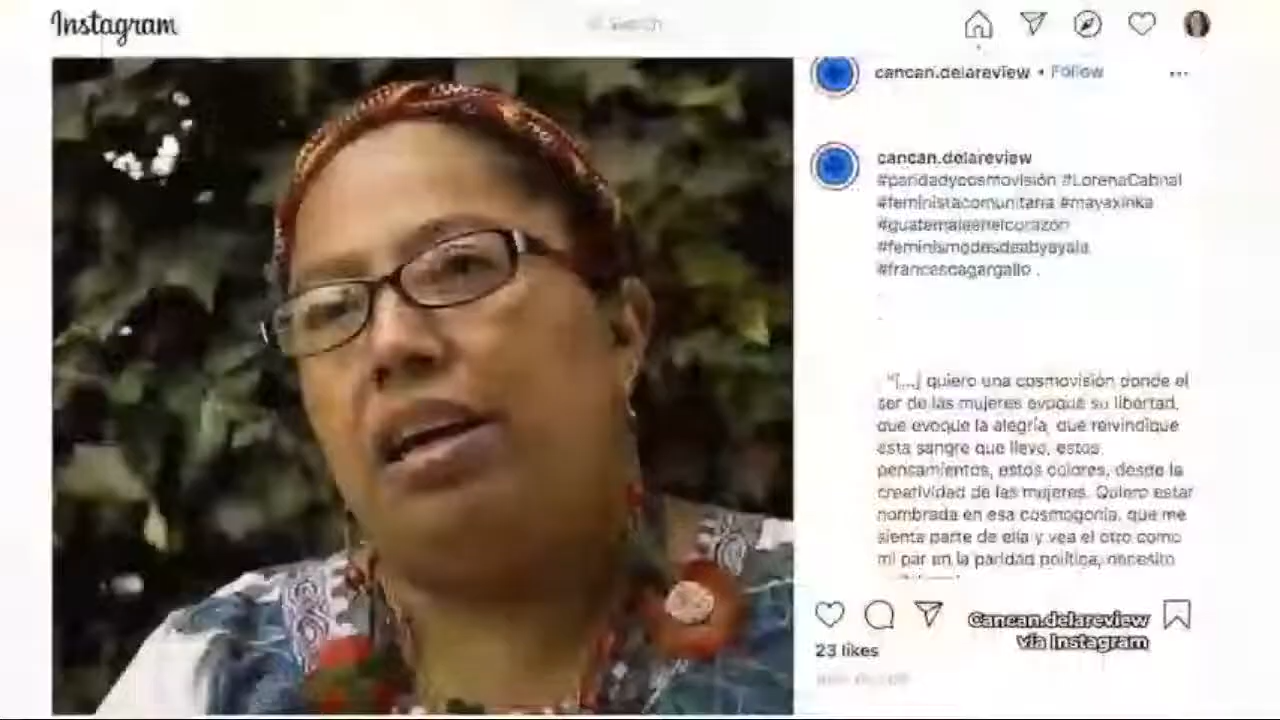 Instagram
Search
cancan.delareview • Follow
cancan.delareview
#paridadycosmovisión #LorenaCabnal
#feministacomunitaria #mayaxinka
#guatemalaenelcorazón
#feminismodesdeabyayala
#francescagargallo .
.
"[...] quiero una cosmovisión donde el
ser de las mujeres evoque su libertad,
que evoque la alegría, que reivindique
esta sangre que llevo, estos
pensamientos, estos colores, desde la
creatividad de las mujeres. Quiero estar
nombrada en esa cosmogonía, que me
sienta parte de ella y vea el otro como
mi par en la paridad política, necesito
23 likes
Cancan.delareview
via Instagram